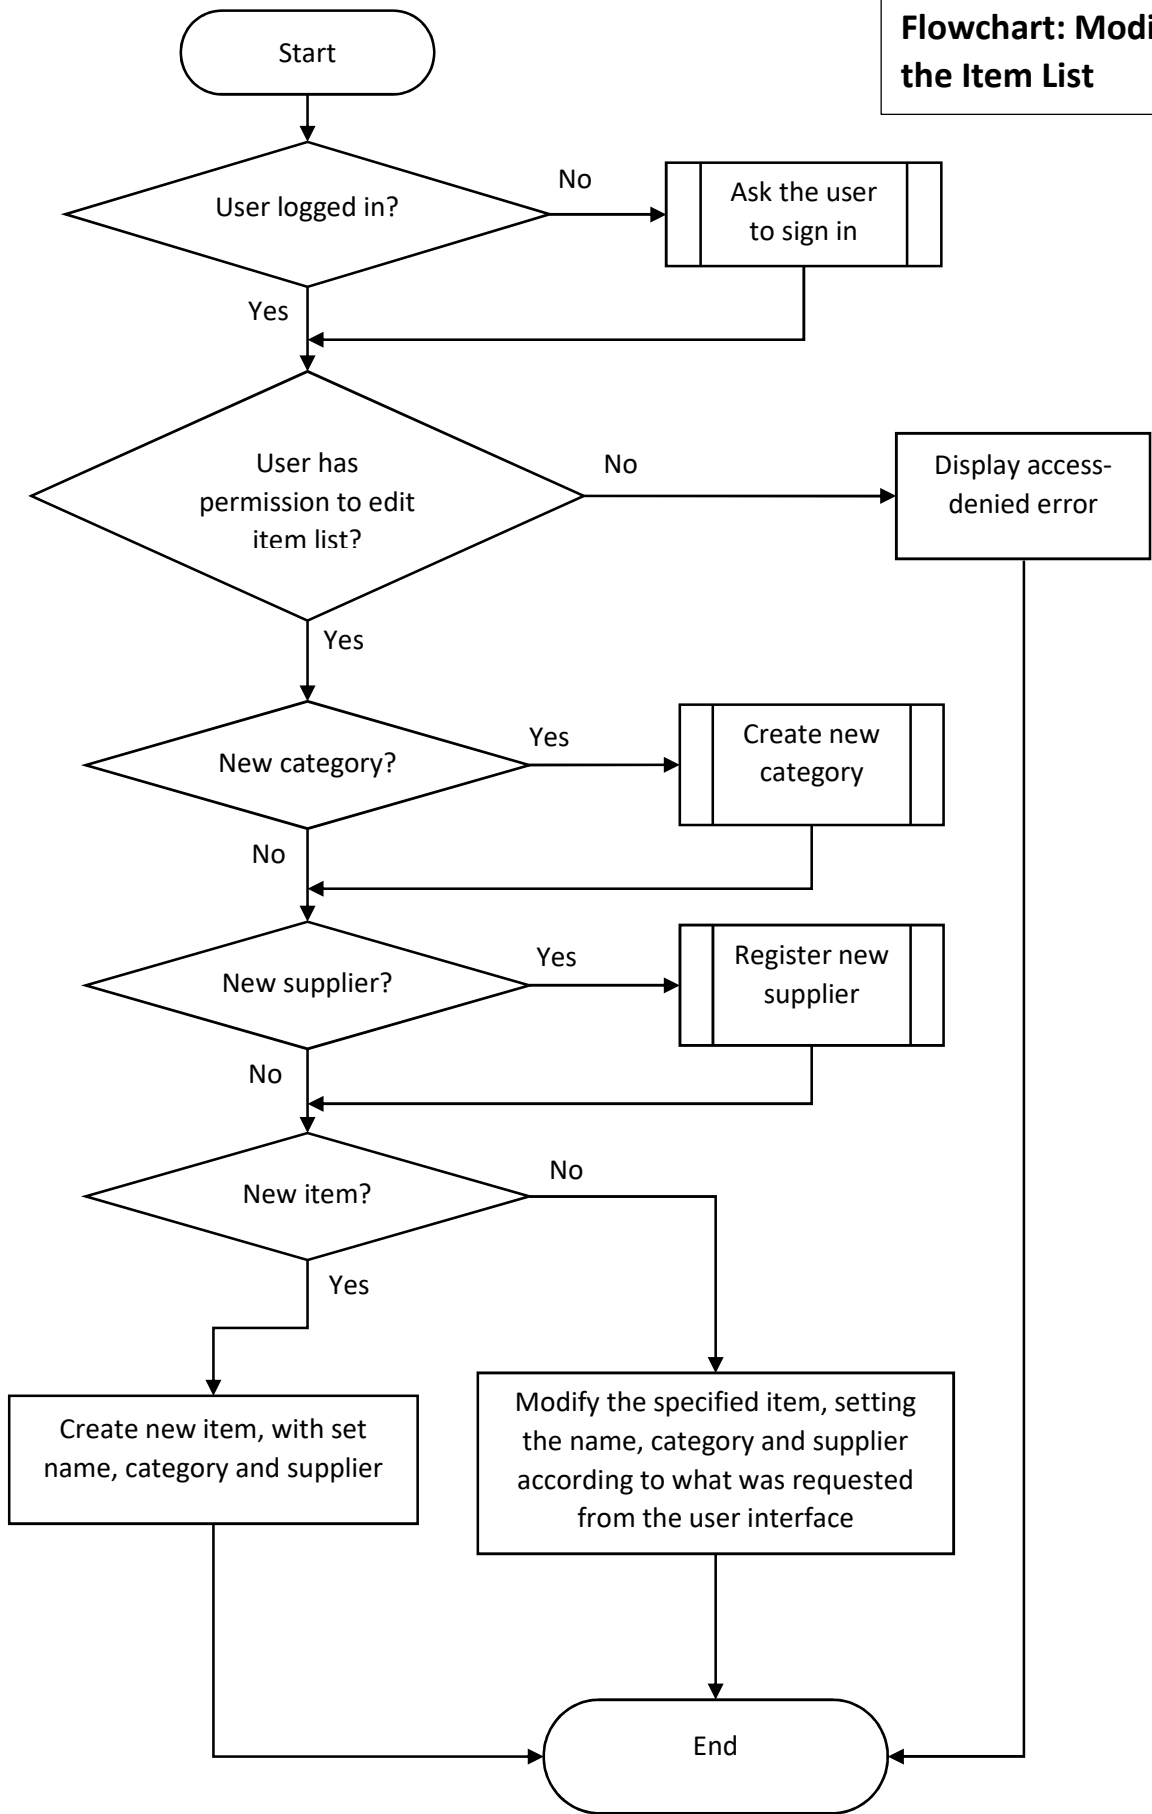 Flowchart: Modi
the Item List
Start
User logged in?
No
Ask the user
to sign in
Yes
User has
permission to edit
item list?
No
Display access-
denied error
Yes
New category?
Yes
Create new
category
No
New supplier?
Yes
Register new
supplier
No
New item?
No
Yes
Create new item, with set
name, category and supplier
Modify the specified item, setting
the name, category and supplier
according to what was requested
from the user interface
End